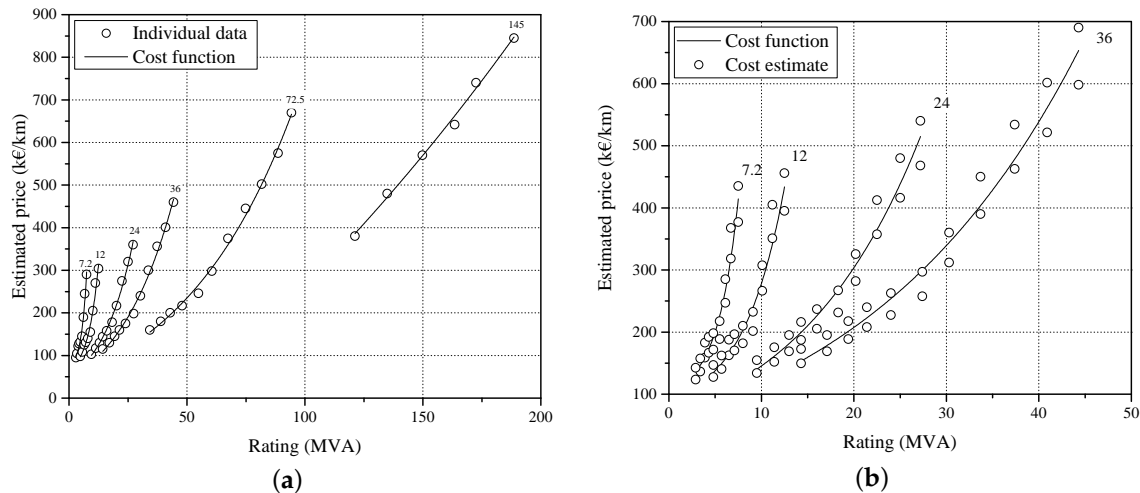 900
800
700
600
500
400
300
200
100
0
0 50 100 150 200
Estimated price (k€/km)
Rating (MVA)
Individual data
Cost function
7.2
12
24
36
72.5
145
(a)
700
600
500
400
300
200
100
0 10 20 30 40 50
Estimated price (k€/km)
Rating (MVA)
Cost function
Cost estimate
7.2
12
24
36
(b)